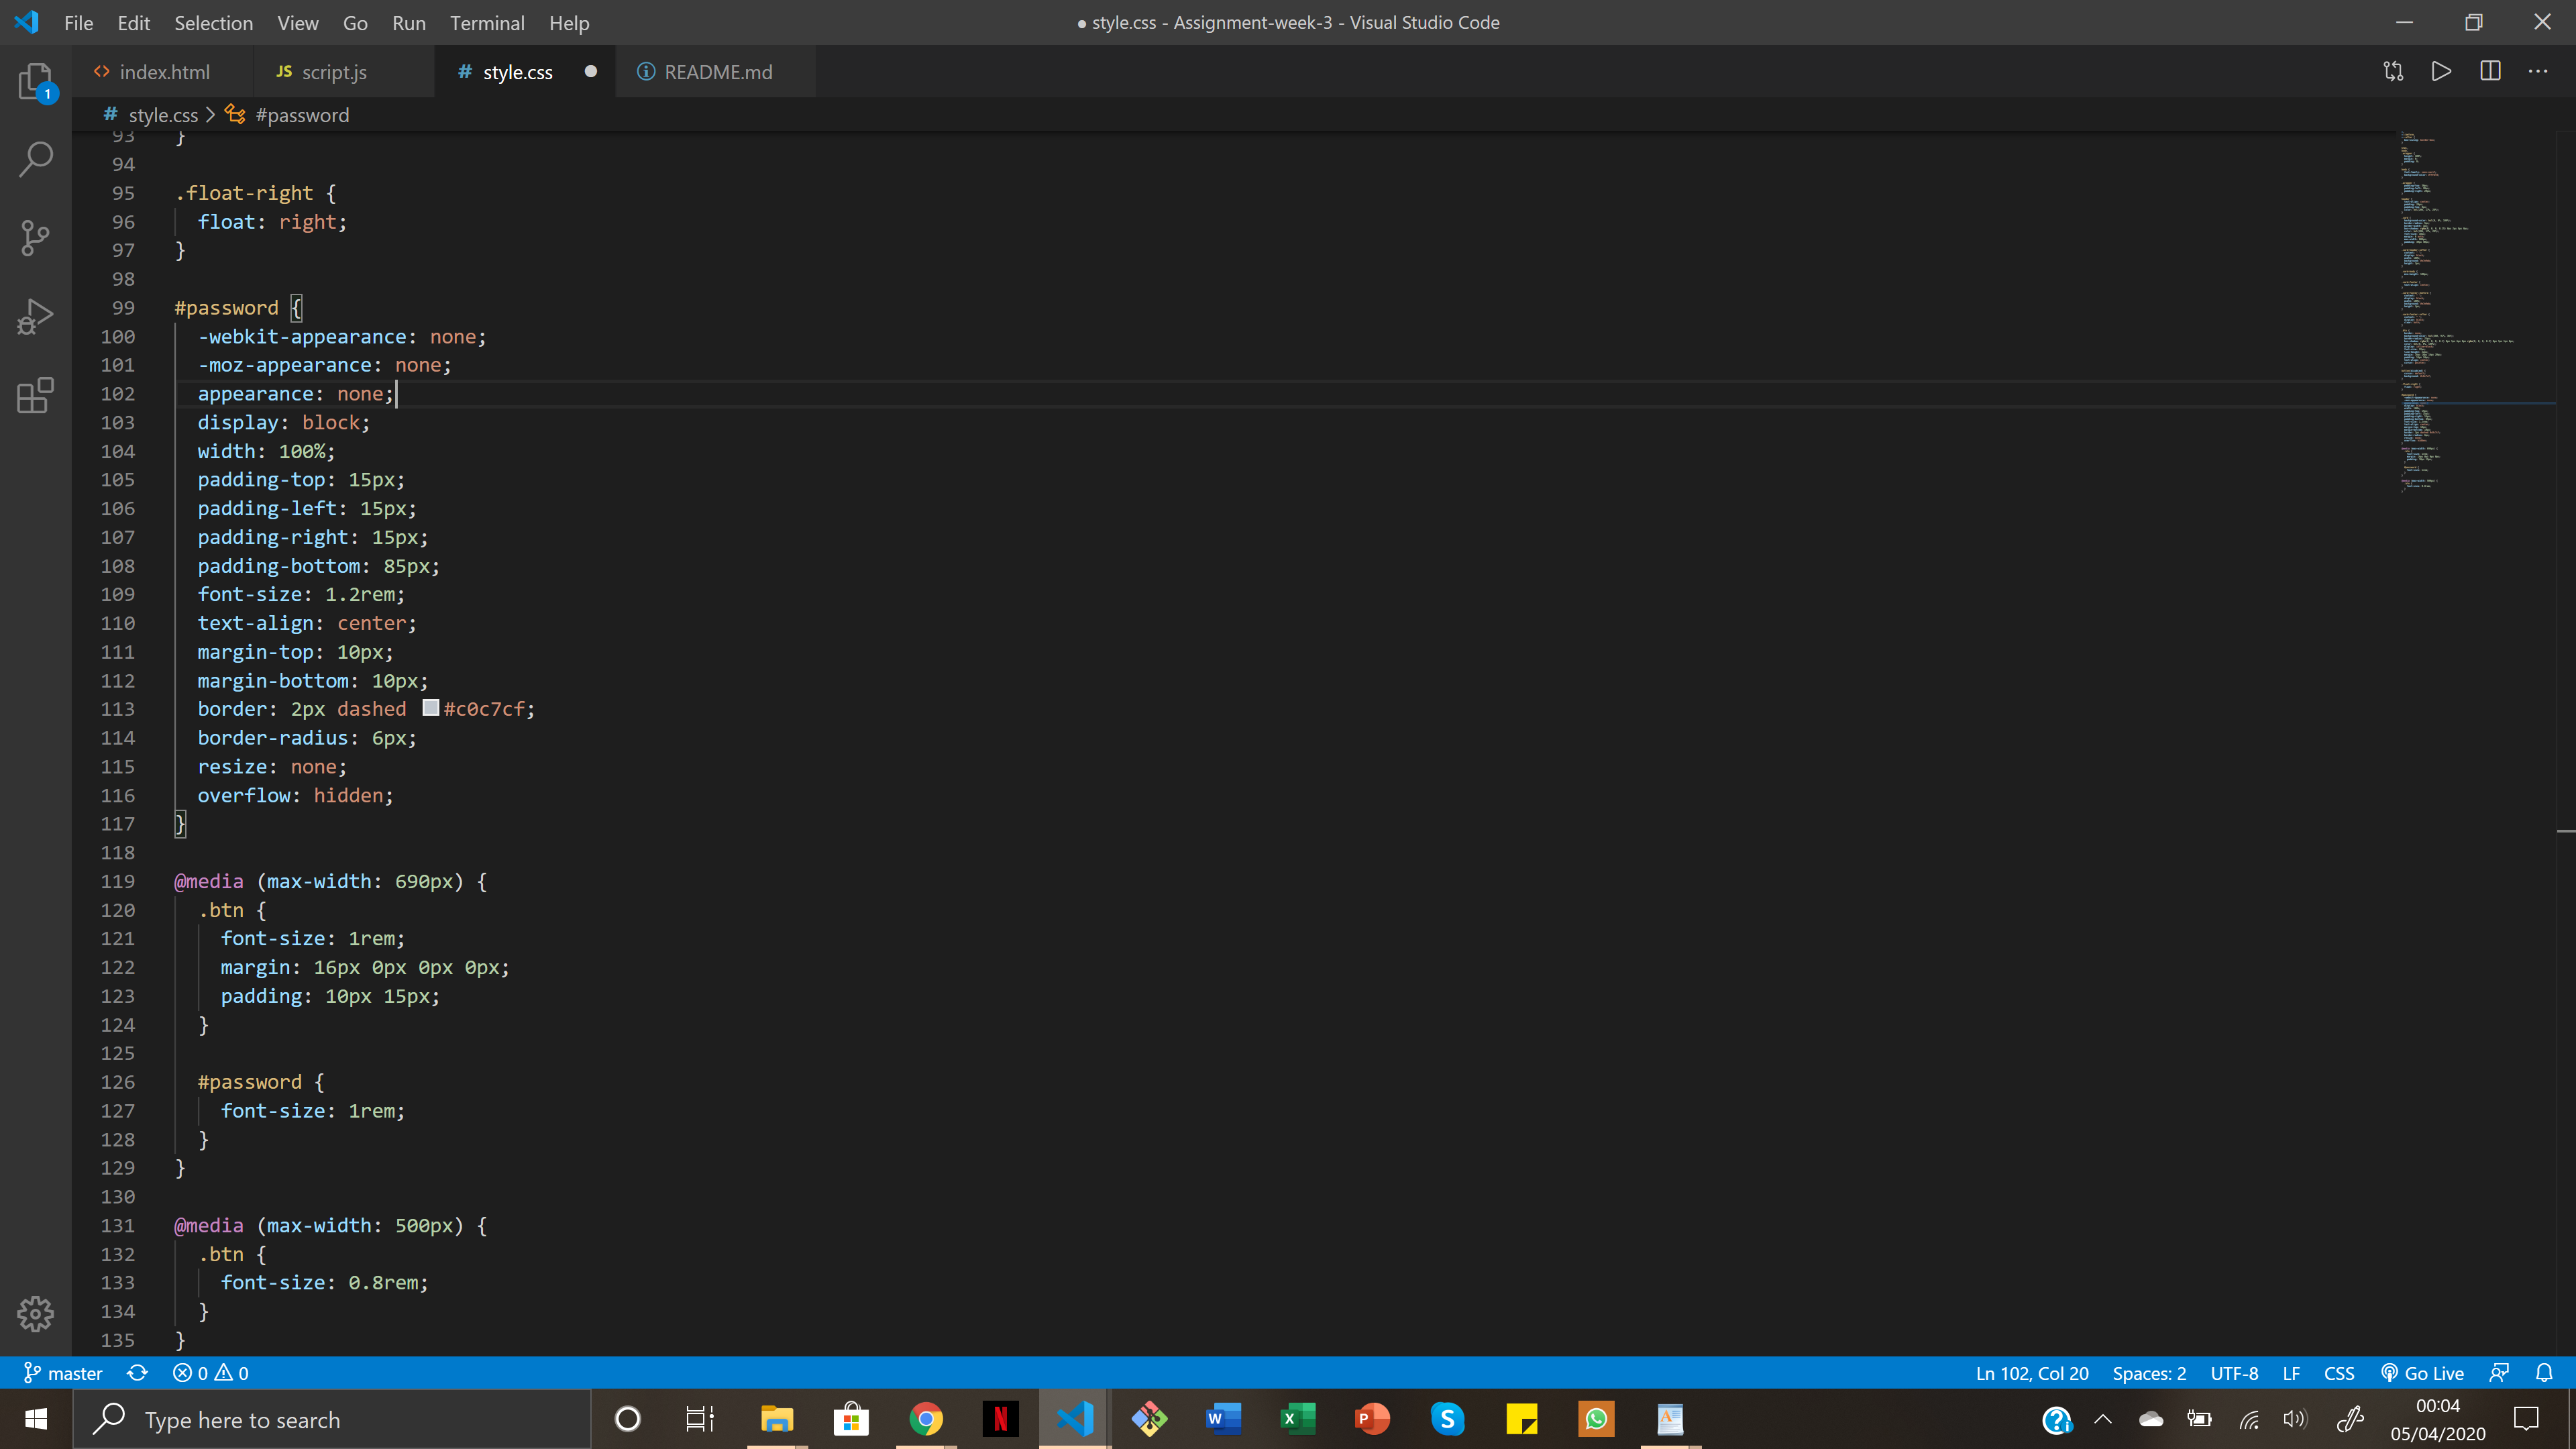 File Edit Selection View Go Run Terminal Help
● style.css - Assignment-week-3 - Visual Studio Code
<> index.html
JS script.js
# style.css ●
README.md
1
# style.css > #password
93 }
94
95 .float-right {
96 float: right;
97 }
98
99 #password {
100 -webkit-appearance: none;
101 -moz-appearance: none;
102 appearance: none;
103 display: block;
104 width: 100%;
105 padding-top: 15px;
106 padding-left: 15px;
107 padding-right: 15px;
108 padding-bottom: 85px;
109 font-size: 1.2rem;
110 text-align: center;
111 margin-top: 10px;
112 margin-bottom: 10px;
113 border: 2px dashed #c0c7cf;
114 border-radius: 6px;
115 resize: none;
116 overflow: hidden;
117 }
118
119 @media (max-width: 690px) {
120 .btn {
121 font-size: 1rem;
122 margin: 16px 0px 0px 0px;
123 padding: 10px 15px;
124 }
125
126 #password {
127 font-size: 1rem;
128 }
129 }
130
131 @media (max-width: 500px) {
132 .btn {
133 font-size: 0.8rem;
134 }
135 }
master 0 0
Ln 102, Col 20 Spaces: 2 UTF-8 LF CSS Go Live
Type here to search
00:04
05/04/2020